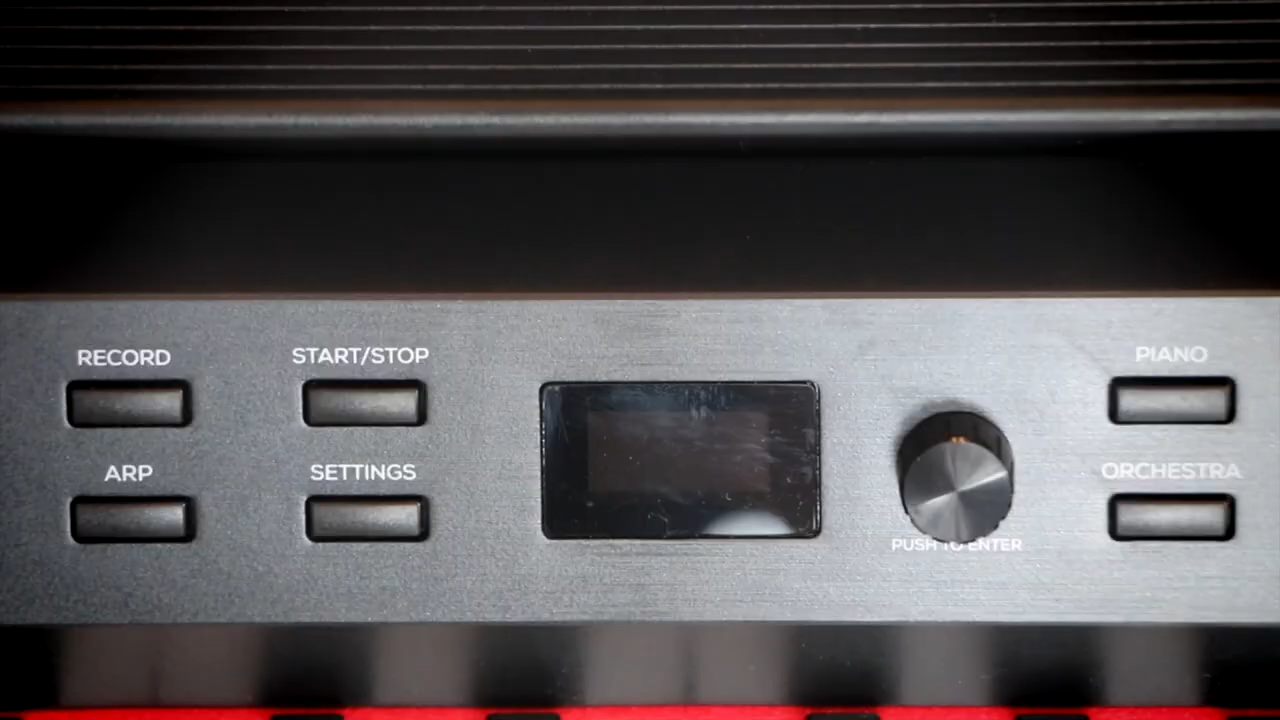 RECORD
START/STOP
PIANO
ARP
SETTINGS
ORCHESTRA
PUSH TO ENTER